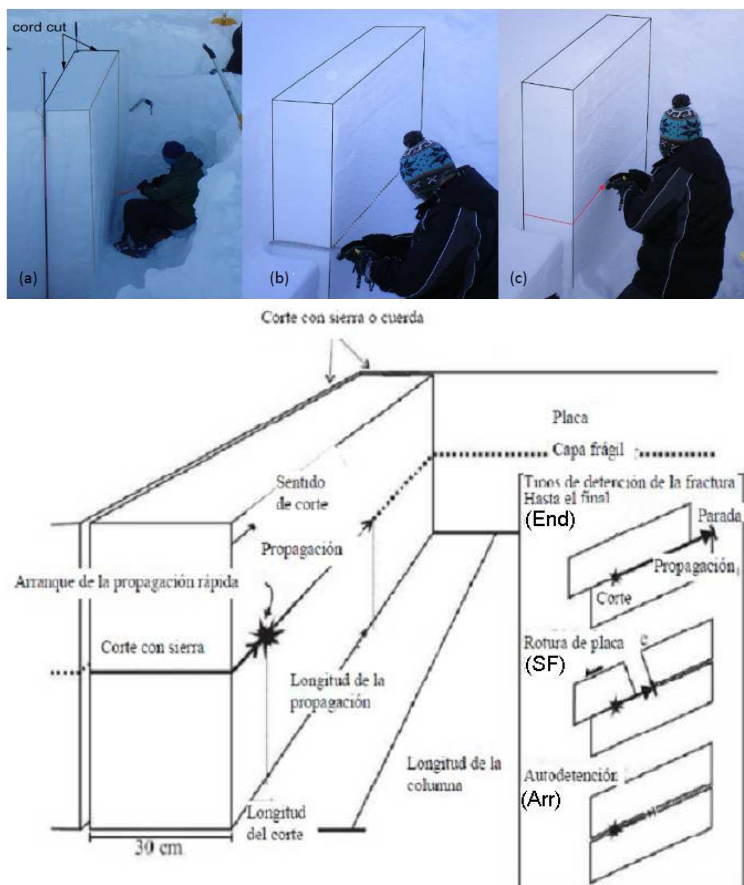 cord cut
(a)
(b)
(c)
Corte con sierra o cuerda
Placa
Capa frágil
Sentido
de corte
Propagación
Arranque de la propagación rápida
Corte con sierra
Longitud de la
propagación
Longitud de la
columna
Longitud
del corte
30 cm
Tipos de detención de la fractura
Hasta el final
(End)
Parada
Propagación
Corte
Rotura de placa
(SF)
Autodetención
(Arr)